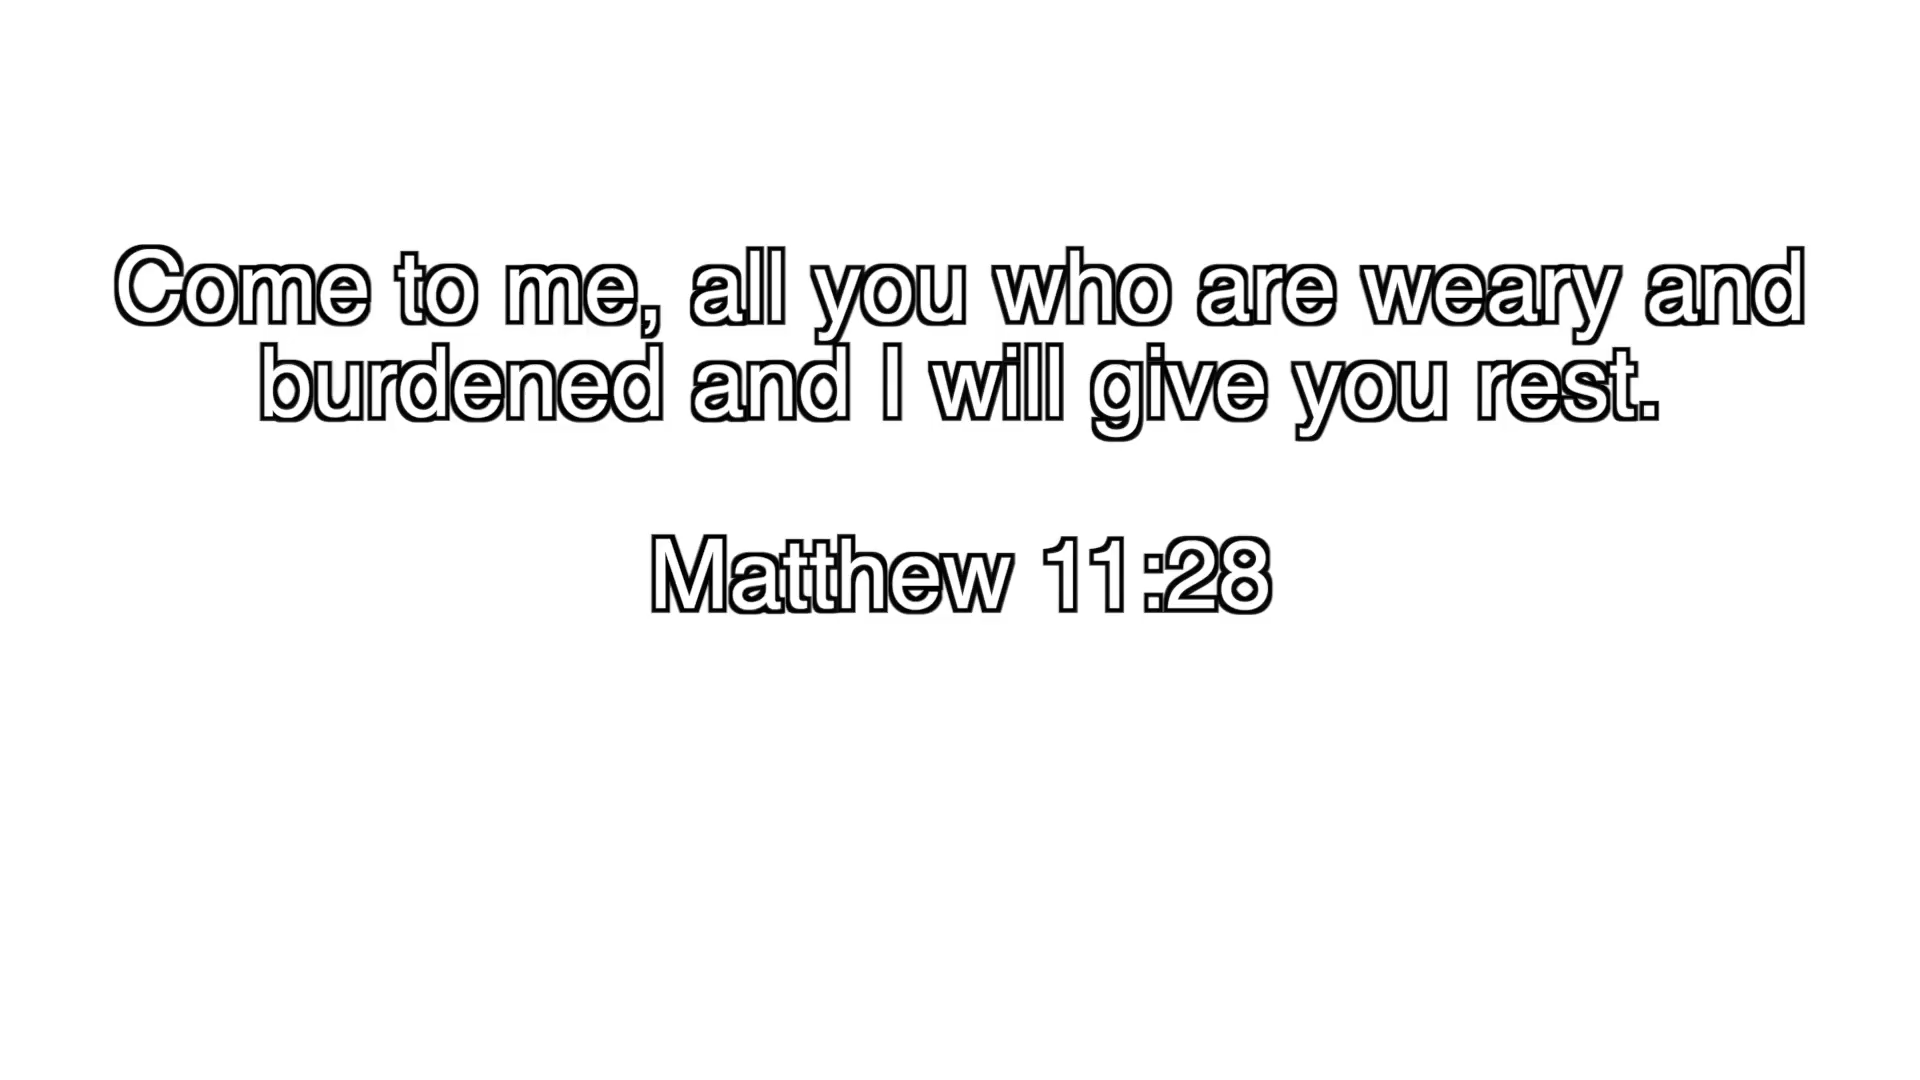 Come to me, all you who are weary and
burdened and I will give you rest.
Matthew 11:28